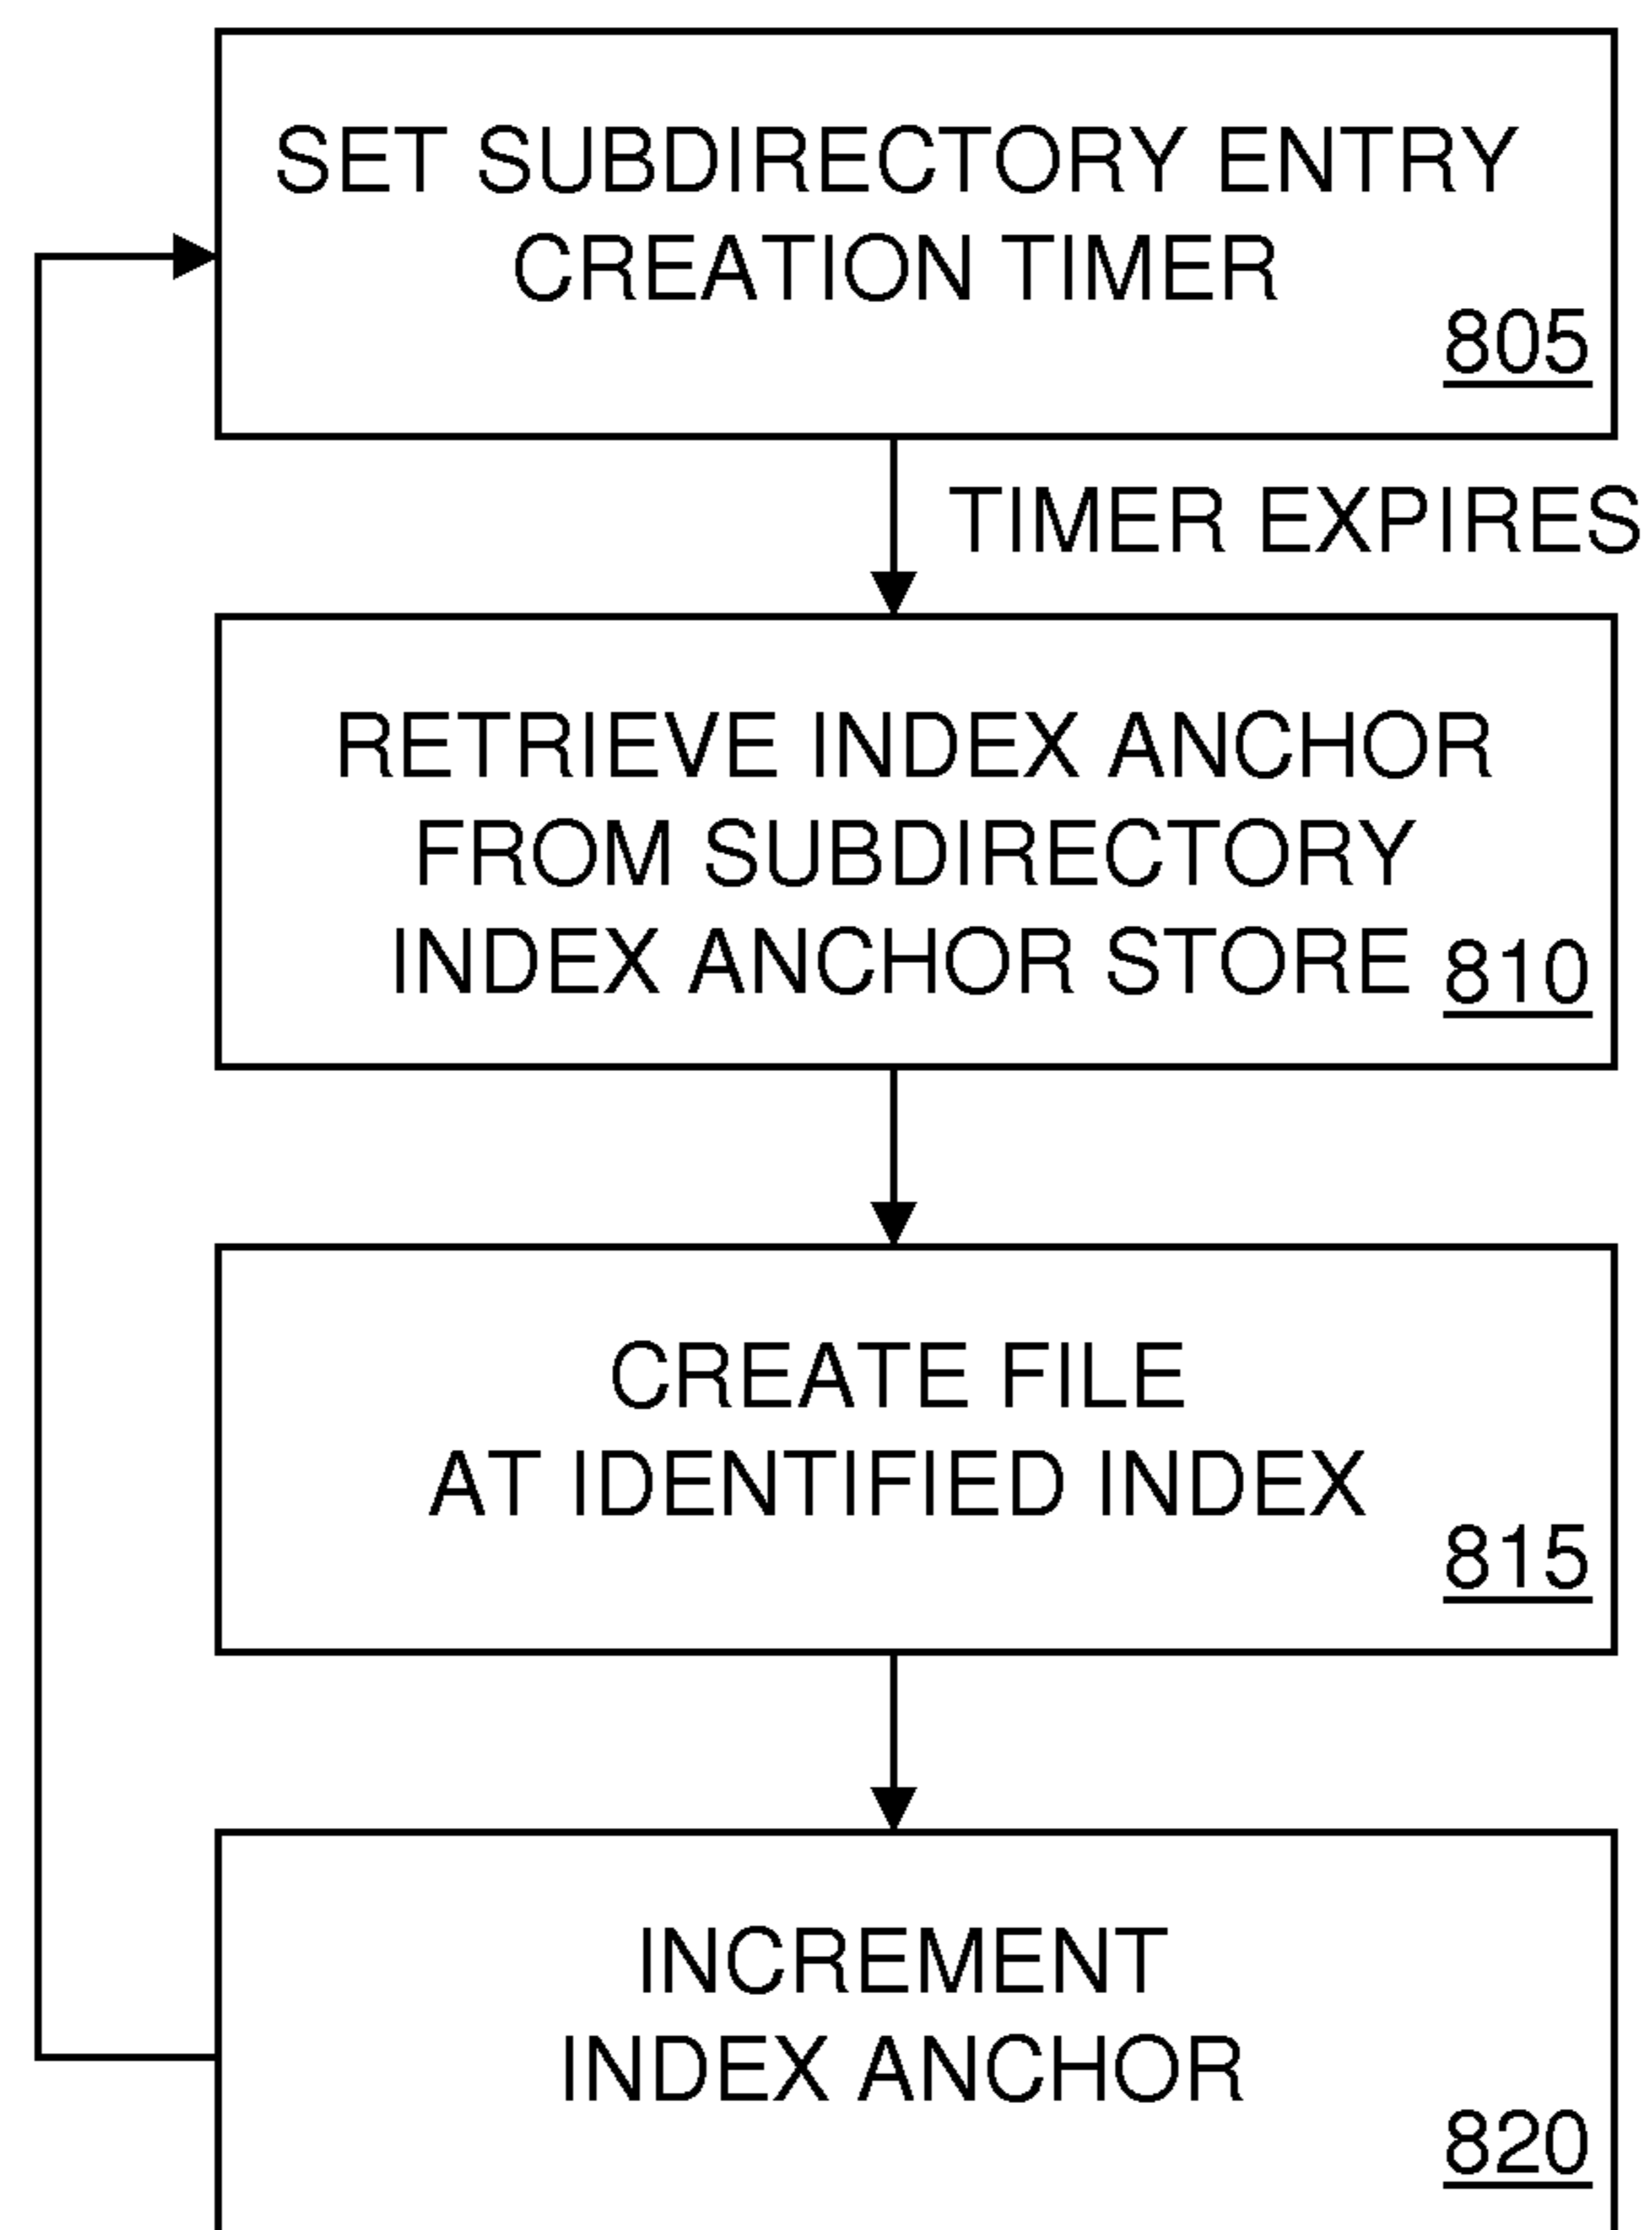 SET SUBDIRECTORY ENTRY
CREATION TIMER
805
TIMER EXPIRES
RETRIEVE INDEX ANCHOR
FROM SUBDIRECTORY
INDEX ANCHOR STORE 810
CREATE FILE
AT IDENTIFIED INDEX
815
INCREMENT
INDEX ANCHOR
820